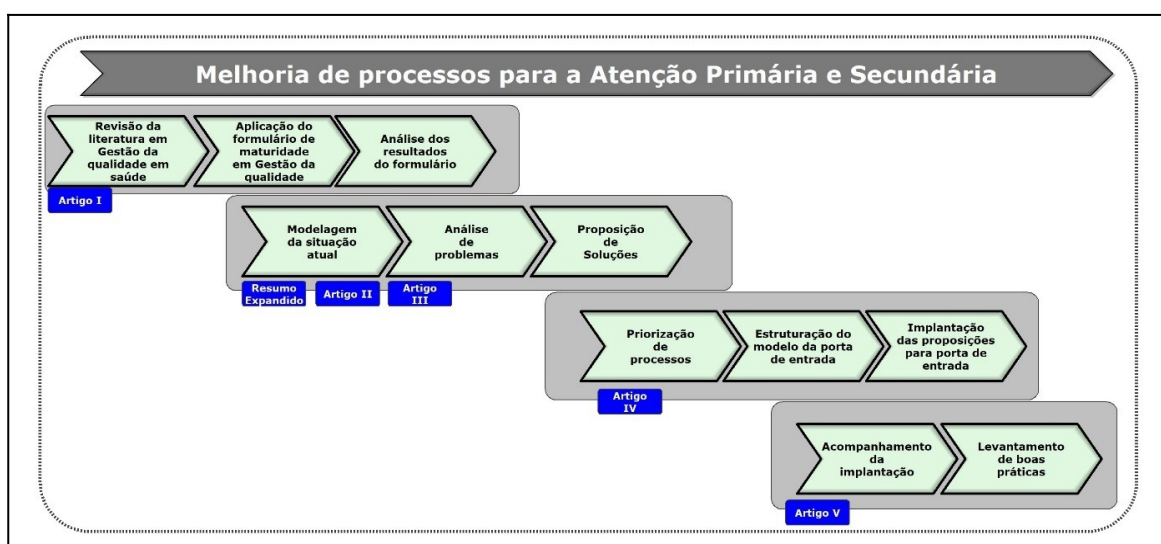 Melhoria de processos para a Atenção Primária e Secundária
Revisão da
literatura em
Gestão da
qualidade em
saúde
Aplicação do
formulário de
maturidade
em Gestão da
qualidade
Análise dos
resultados
do formulário
Artigo I
Modelagem
da situação
atual
Análise
de
problemas
Proposição
de
Soluções
Resumo
Expandido
Artigo II
Artigo
III
Priorização
de
processos
Estruturação do
modelo da porta
de entrada
Implantação
das proposições
para porta de
entrada
Artigo
IV
Acompanhamento
da
implantação
Levantamento
de boas
práticas
Artigo V